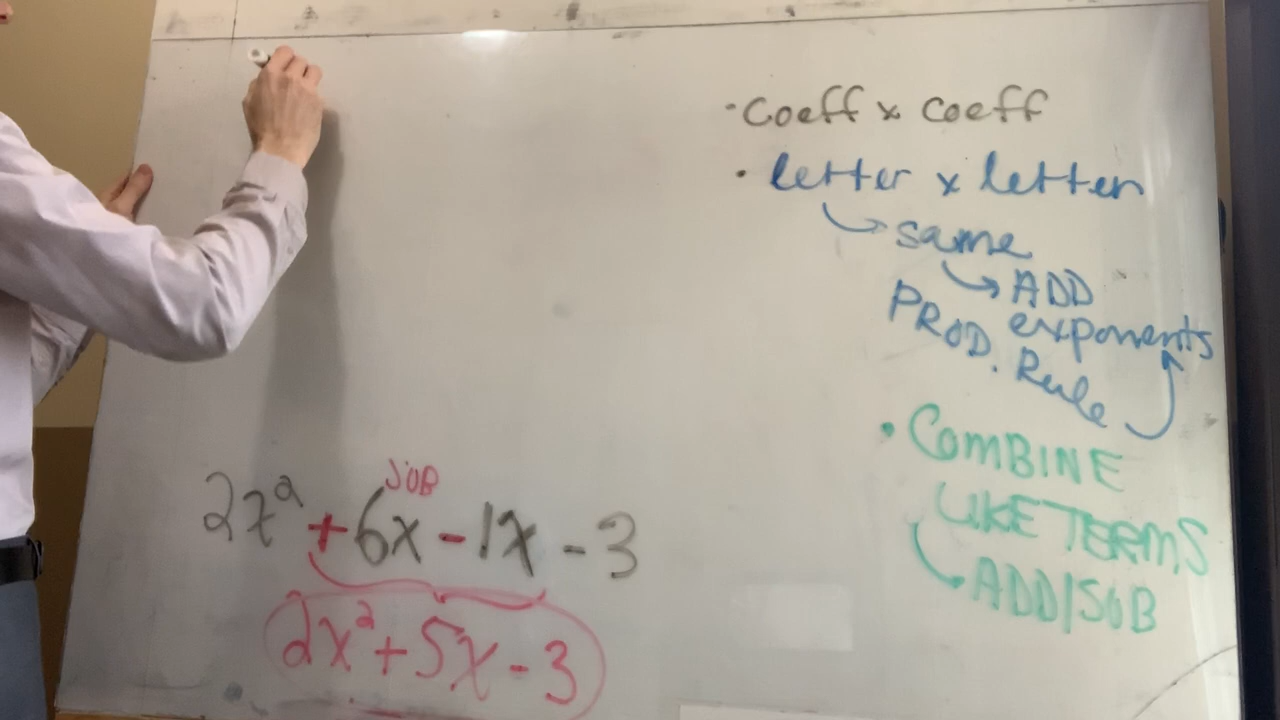 · coeff x coeff
· letter x letter
same
ADD
exponents
PROD. Rule
· COMBINE
LIKE TERMS
ADD/SUB
SUB
2x² + 6x - 1x - 3
2x² + 5x - 3